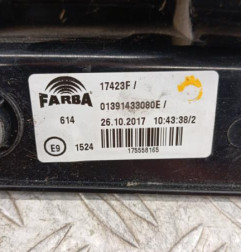 17423F /
FARBA
01391433080E /
614 26.10.2017 10:43:38/2
E9 1524
175558165